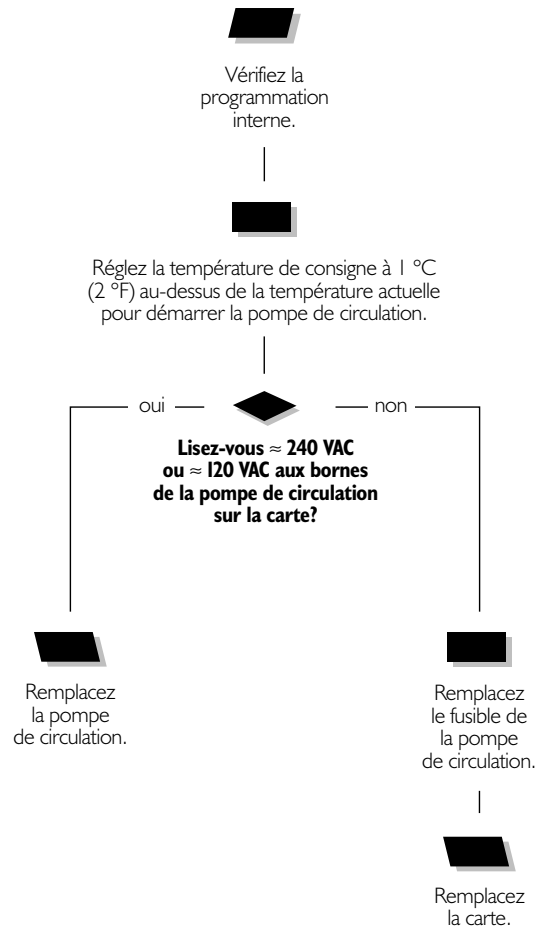 Vérifiez la
programmation
interne.
Réglez la température de consigne à 1 °C
(2 °F) au-dessus de la température actuelle
pour démarrer la pompe de circulation.
oui
non
Lisez-vous ≈ 240 VAC
ou ≈ 120 VAC aux bornes
de la pompe de circulation
sur la carte?
Remplacez
la pompe
de circulation.
Remplacez
le fusible de
la pompe
de circulation.
Remplacez
la carte.